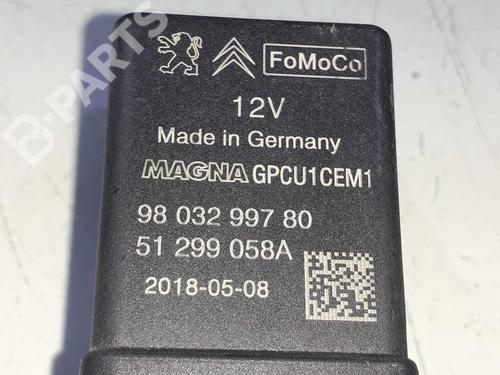 B-PARTS
FoMoCo
12V
Made in Germany
MAGNA GPCU1CEM1
98 032 997 80
51 299 058A
2018-05-08